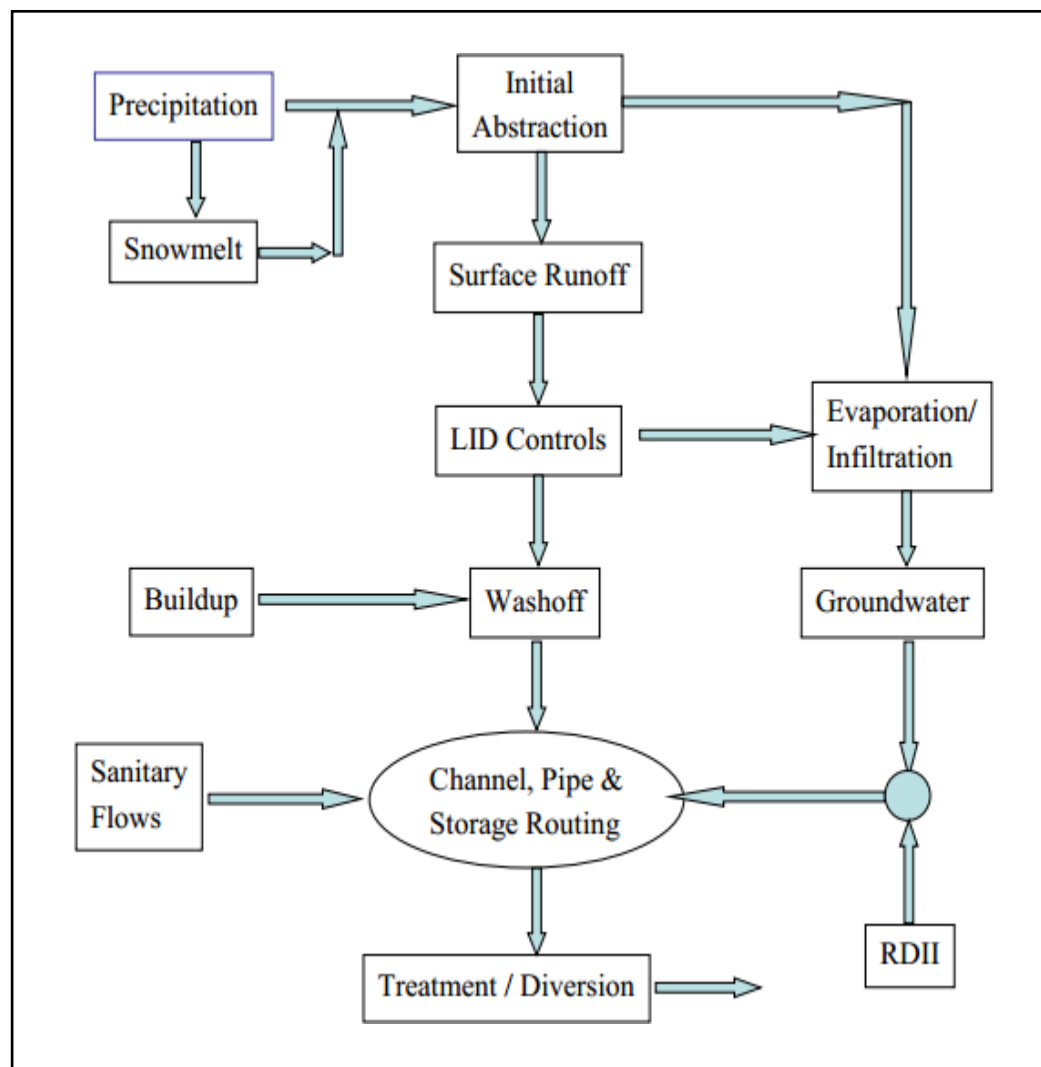 Precipitation
Initial
Abstraction
Snowmelt
Surface Runoff
LID Controls
Evaporation/
Infiltration
Buildup
Washoff
Groundwater
Sanitary
Flows
Channel, Pipe &
Storage Routing
RDII
Treatment / Diversion